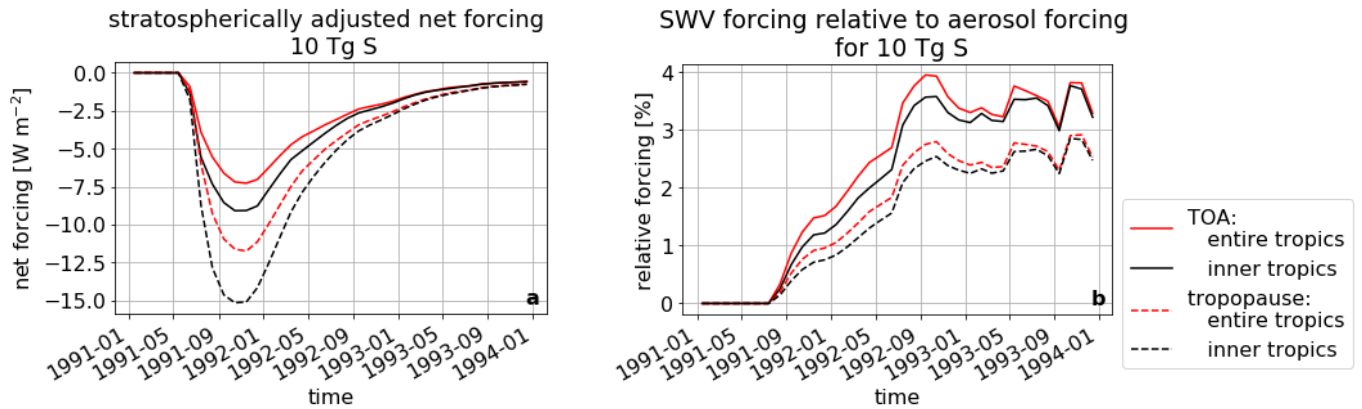 stratospherically adjusted net forcing
10 Tg S
net forcing [W m⁻²]
0.0
−2.5
−5.0
−7.5
−10.0
−12.5
−15.0
a
1991-01
1991-05
1991-09
1992-01
1992-05
1992-09
1993-01
1993-05
1993-09
1994-01
time
SWV forcing relative to aerosol forcing
for 10 Tg S
relative forcing [%]
4
3
2
1
0
b
1991-01
1991-05
1991-09
1992-01
1992-05
1992-09
1993-01
1993-05
1993-09
1994-01
time
TOA:
entire tropics
inner tropics
tropopause:
entire tropics
inner tropics